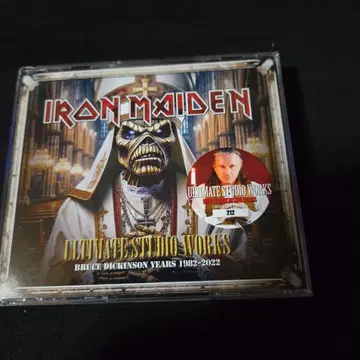 IRON MAIDEN
ULTIMATE STUDIO WORKS
212
ULTIMATE STUDIO WORKS
BRUCE DICKINSON YEARS 1982-2022